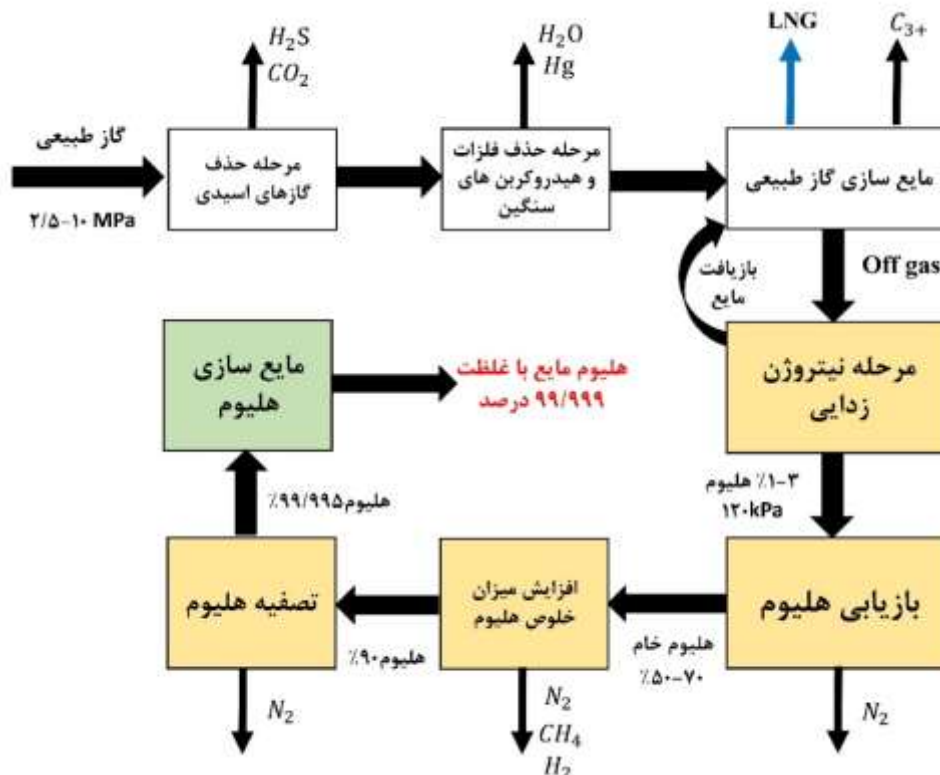 H₂S
CO₂
H₂O
Hg
LNG
C₃₊
گاز طبیعی
۲/۵-۱۰ MPa
مرحله حذف
گازهای اسیدی
مرحله حذف فلزات
و هیدروکربن های
سنگین
مایع سازی گاز طبیعی
Off gas
بازیافت
مایع
مرحله نیتروژن
زدایی
مایع سازی
هلیوم
هلیوم مایع با غلظت
۹۹/۹۹۹ درصد
۱-۳٪ هلیوم
۱۲۰kPa
هلیوم۹۹/۹۹۵٪
بازیابی هلیوم
هلیوم خام
۵۰-۷۰٪
افزایش میزان
خلوص هلیوم
هلیوم۹۰٪
تصفیه هلیوم
N₂
N₂
CH₄
H₂
N₂